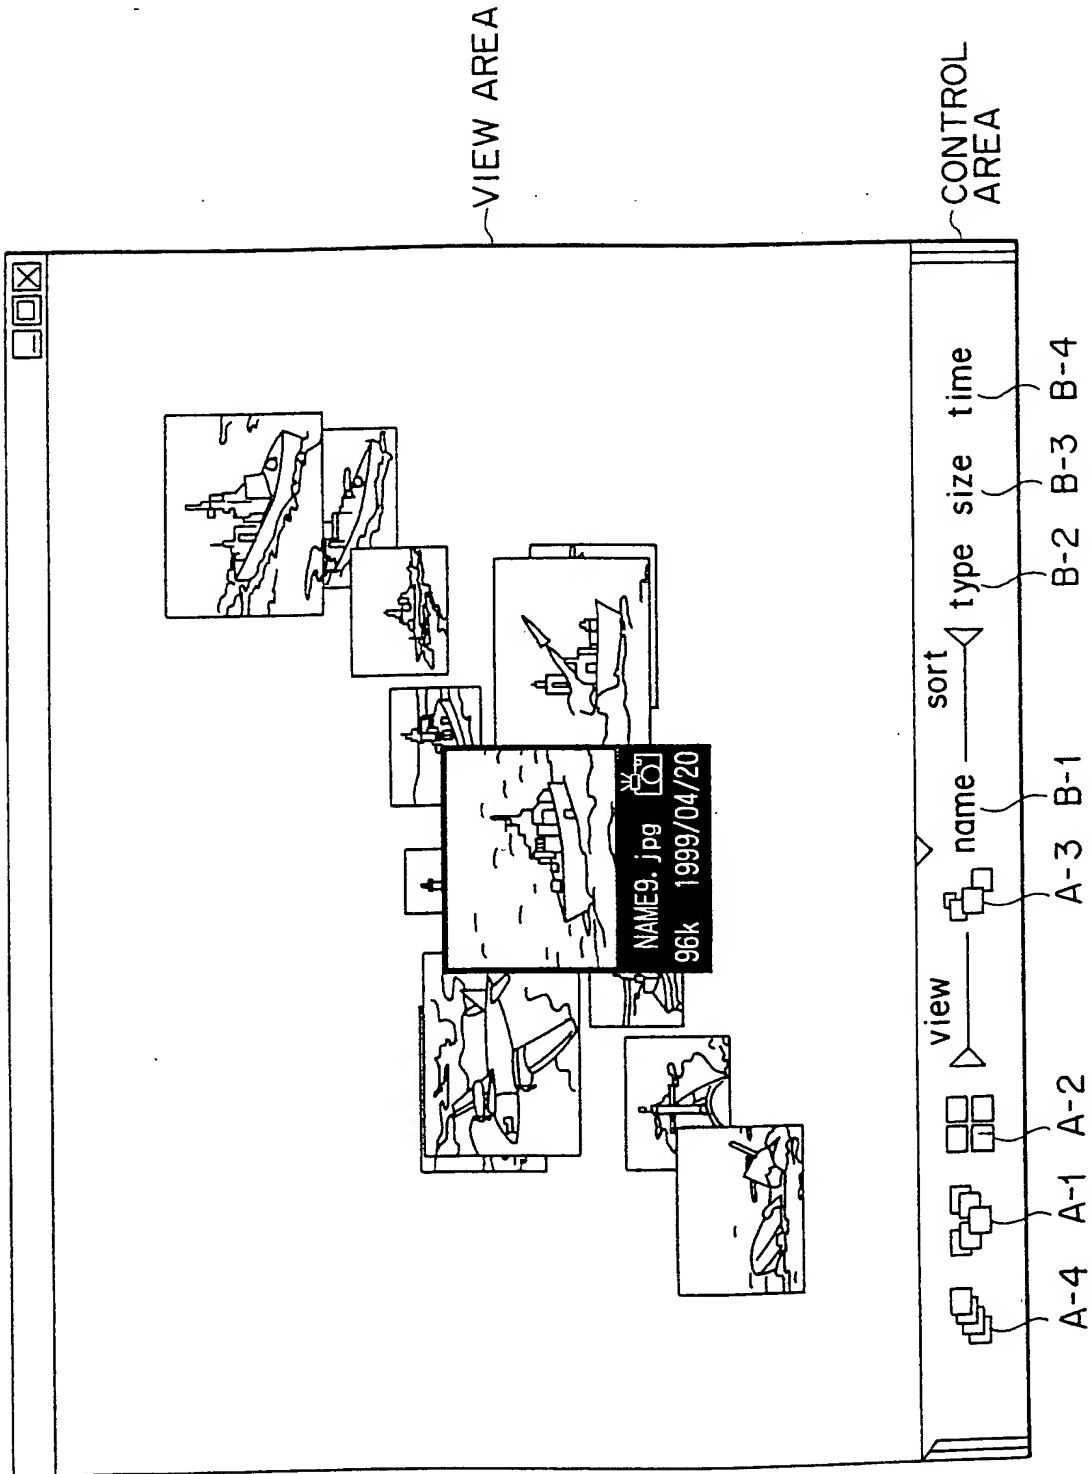 VIEW AREA
NAME9.jpg
96k 1999/04/20
view
sort
name type size time
CONTROL
AREA
A-4 A-1 A-2 A-3 B-1 B-2 B-3 B-4